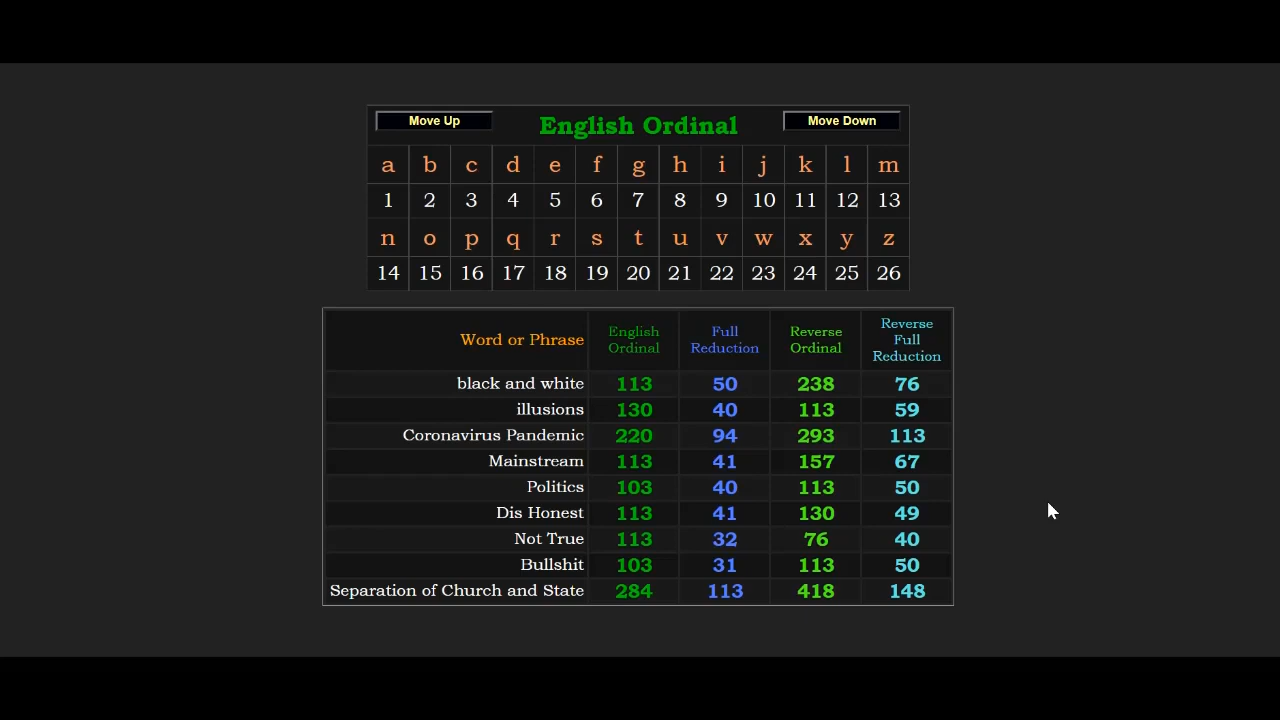 Move Up English Ordinal Move Down
a b c d e f g h i j k l m
1 2 3 4 5 6 7 8 9 10 11 12 13
n o p q r s t u v w x y z
14 15 16 17 18 19 20 21 22 23 24 25 26
Word or Phrase English Ordinal Full Reduction Reverse Ordinal Reverse Full Reduction
black and white 113 50 238 76
illusions 130 40 113 59
Coronavirus Pandemic 220 94 293 113
Mainstream 113 41 157 67
Politics 103 40 113 50
Dis Honest 113 41 130 49
Not True 113 32 76 40
Bullshit 103 31 113 50
Separation of Church and State 284 113 418 148